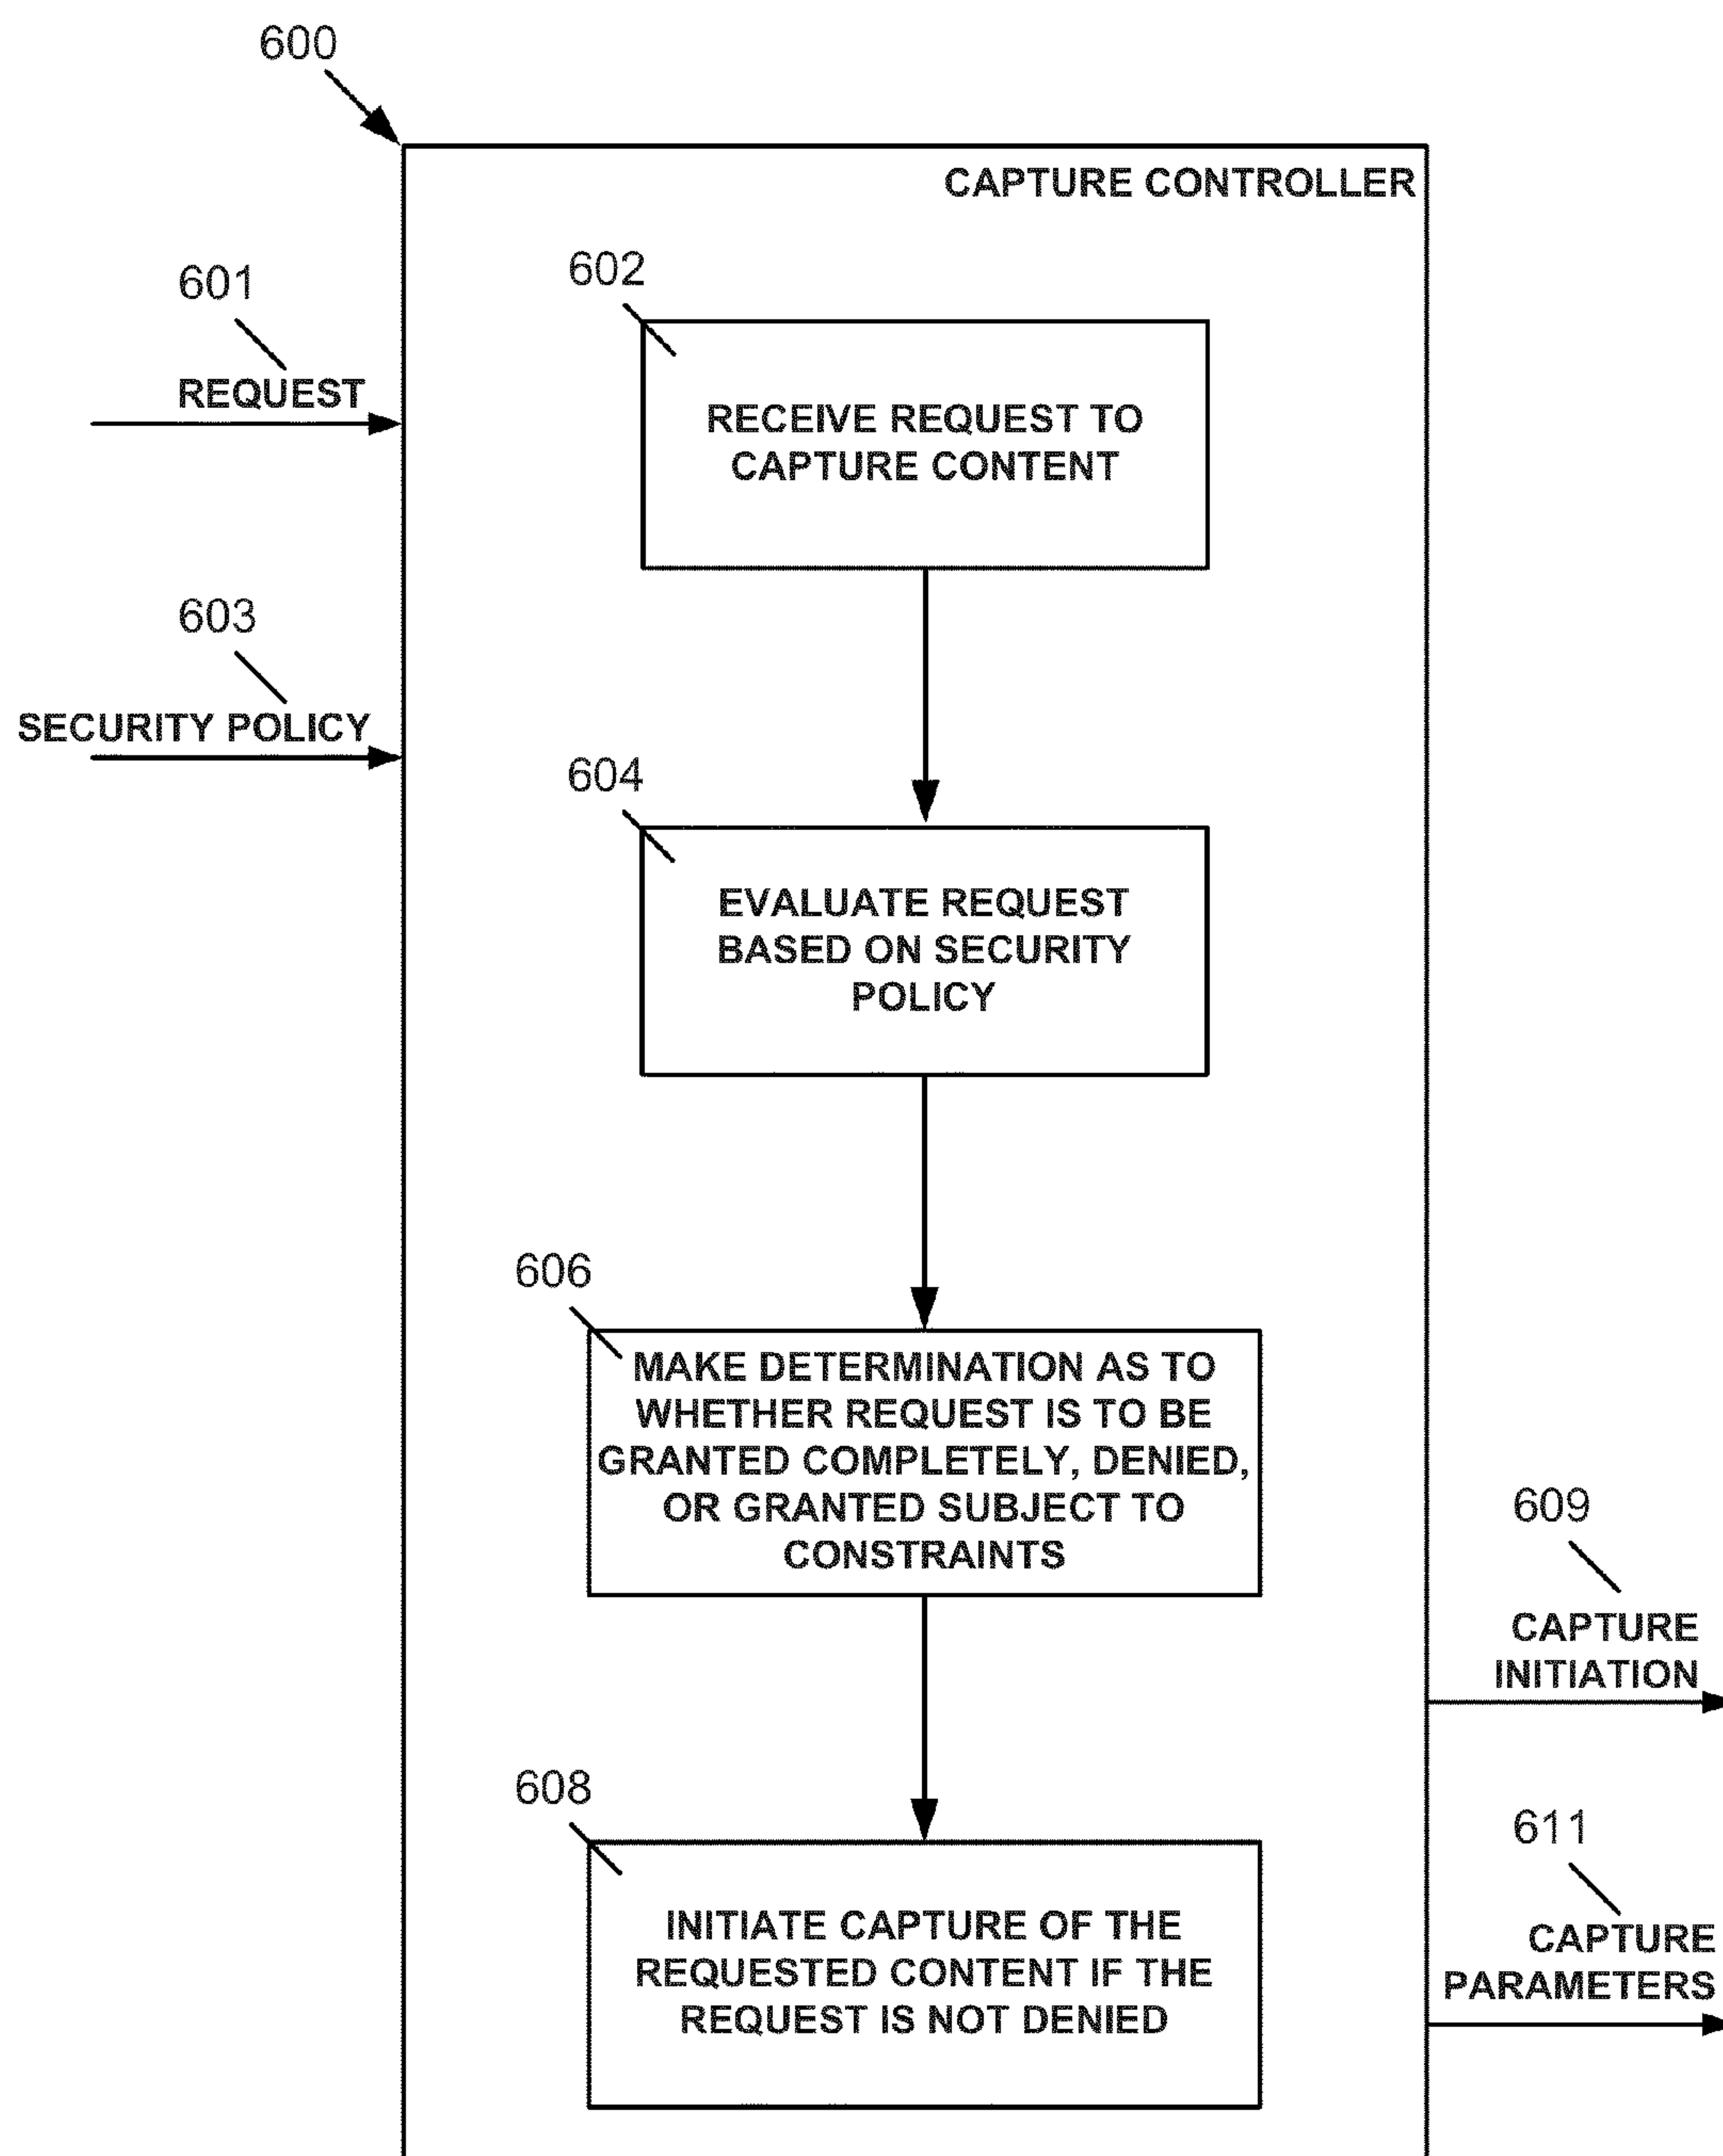 600
CAPTURE CONTROLLER
601
REQUEST
602
RECEIVE REQUEST TO
CAPTURE CONTENT
603
SECURITY POLICY
604
EVALUATE REQUEST
BASED ON SECURITY
POLICY
606
MAKE DETERMINATION AS TO
WHETHER REQUEST IS TO BE
GRANTED COMPLETELY, DENIED,
OR GRANTED SUBJECT TO
CONSTRAINTS
609
CAPTURE
INITIATION
608
INITIATE CAPTURE OF THE
REQUESTED CONTENT IF THE
REQUEST IS NOT DENIED
611
CAPTURE
PARAMETERS